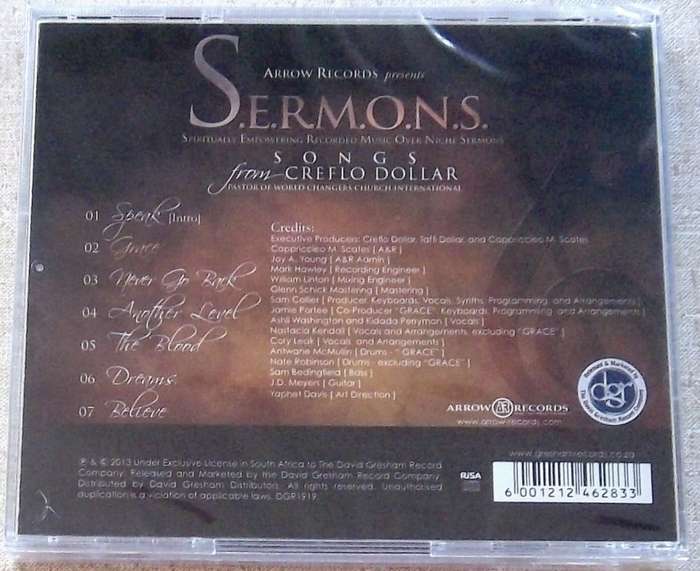 ARROW RECORDS presents
S.E.R.M.O.N.S.
SPIRITUALLY EMPOWERING RECORDED MUSIC OVER NICHE SERMONS
SONGS
from CREFLO DOLLAR
PASTOR OF WORLD CHANGERS CHURCH INTERNATIONAL
01 Speak [Intro]
02 Grace
03 Never Go Back
04 Another Level
05 The Blood
06 Dreams
07 Believe
Credits:
Executive Producers: Creflo Dollar, Taffi Dollar, and Cappriccieo M. Scates
Cappriccieo M. Scates [ A&R ]
Joy A. Young [ A&R Admin ]
Mark Hawley [ Recording Engineer ]
William Linton [ Mixing Engineer ]
Glenn Schick Mastering [ Mastering ]
Sam Collier [ Producer, Keyboards, Vocals, Synths, Programming, and Arrangements ]
Jamie Portee [ Co-Producer "GRACE", Keyboards, Programming, and Arrangements ]
Ashli Washington and Kidada Perryman [ Vocals ]
Nastacia Kendall [ Vocals and Arrangements, excluding "GRACE" ]
Cory Leak [ Vocals and Arrangements ]
Antwane McMullin [ Drums - "GRACE" ]
Nate Robinson [ Drums - excluding "GRACE" ]
Sam Bedingfield [ Bass ]
J.D. Meyers [ Guitar ]
Yaphet Davis [ Art Direction ]
ARROW AR RECORDS
www.arrow-records.com
dgr
www.greshamrecords.co.za
℗ & © 2013 Under Exclusive License in South Africa to The David Gresham Record
Company. Released and Marketed by the David Gresham Record Company.
Distributed by David Gresham Distributors. All rights reserved. Unauthorised
duplication is a violation of applicable laws. DGR1919.
RiSA
6 001212 462833